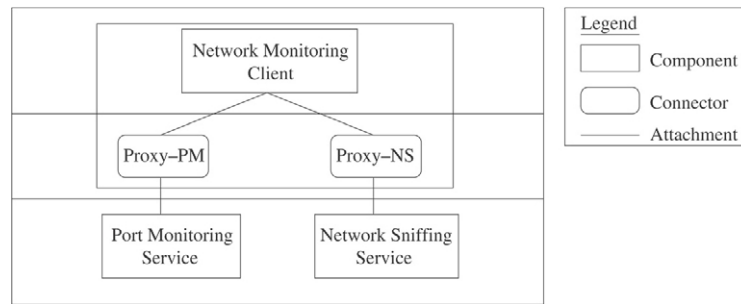 Network Monitoring
Client
Proxy–PM
Proxy–NS
Port Monitoring
Service
Network Sniffing
Service
Legend
Component
Connector
Attachment